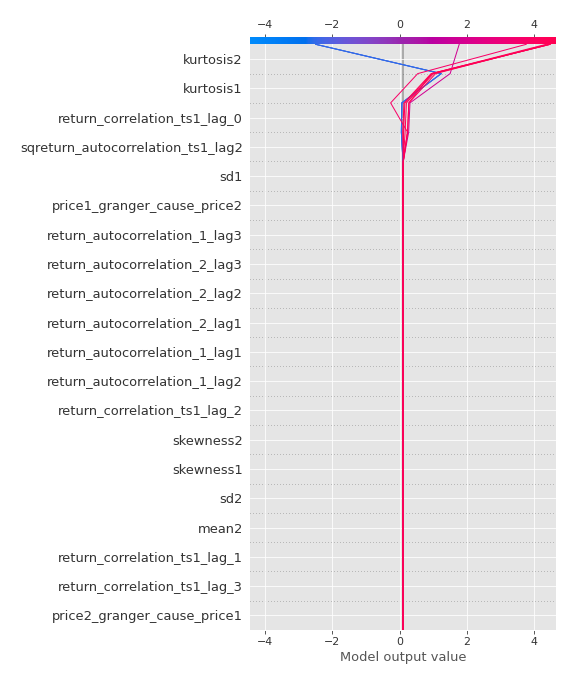 −4 −2 0 2 4
kurtosis2
kurtosis1
return_correlation_ts1_lag_0
sqreturn_autocorrelation_ts1_lag2
sd1
price1_granger_cause_price2
return_autocorrelation_1_lag3
return_autocorrelation_2_lag3
return_autocorrelation_2_lag2
return_autocorrelation_2_lag1
return_autocorrelation_1_lag1
return_autocorrelation_1_lag2
return_correlation_ts1_lag_2
skewness2
skewness1
sd2
mean2
return_correlation_ts1_lag_1
return_correlation_ts1_lag_3
price2_granger_cause_price1
−4 −2 0 2 4
Model output value